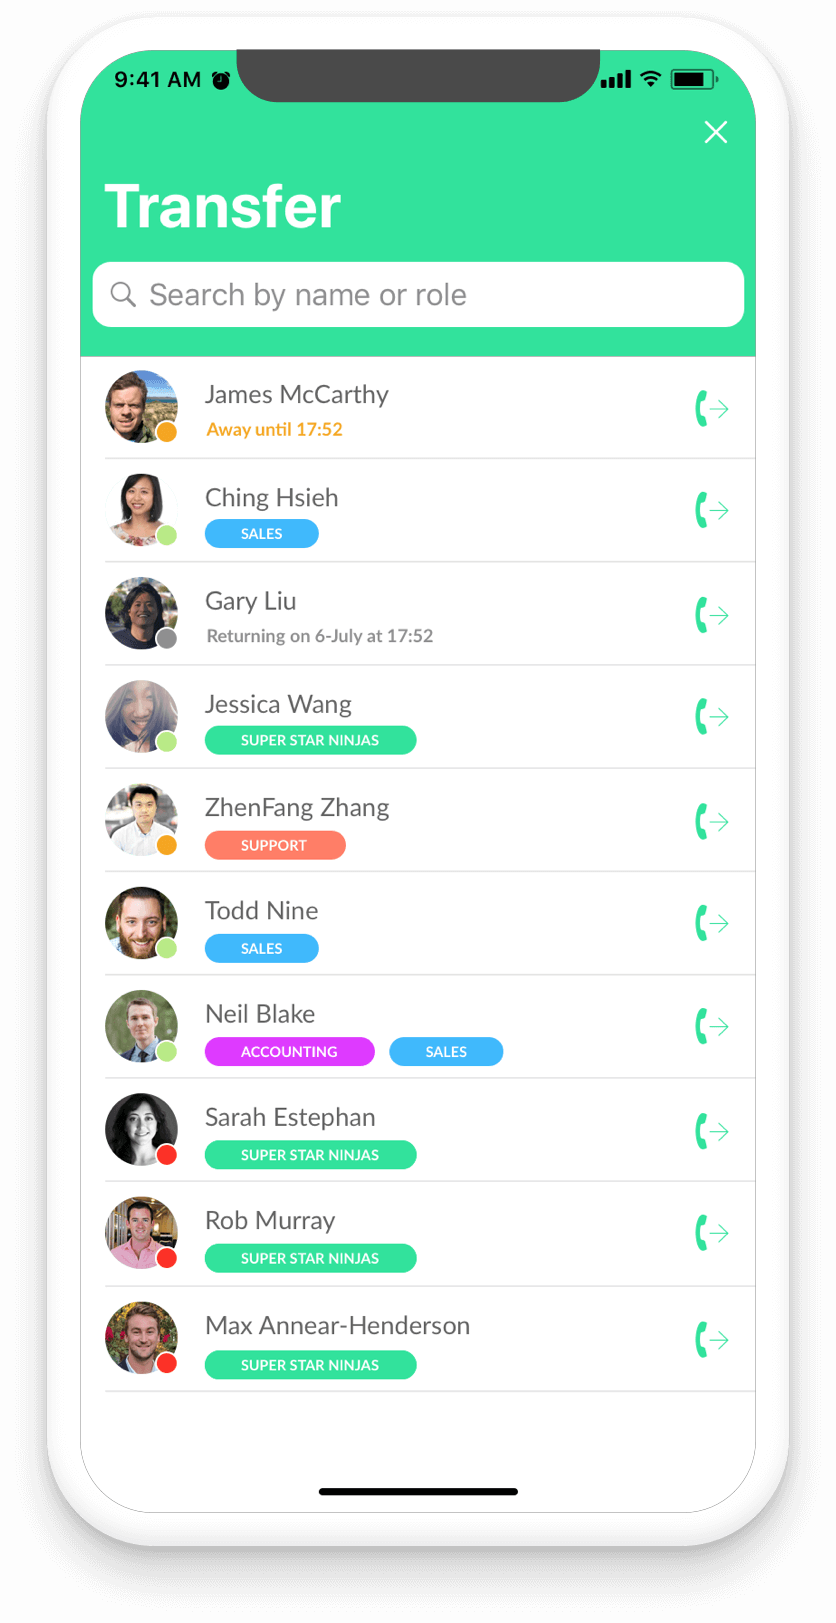 9:41 AM
Transfer
Search by name or role
James McCarthy
Away until 17:52
Ching Hsieh
SALES
Gary Liu
Returning on 6-July at 17:52
Jessica Wang
SUPER STAR NINJAS
ZhenFang Zhang
SUPPORT
Todd Nine
SALES
Neil Blake
ACCOUNTING SALES
Sarah Estephan
SUPER STAR NINJAS
Rob Murray
SUPER STAR NINJAS
Max Annear-Henderson
SUPER STAR NINJAS